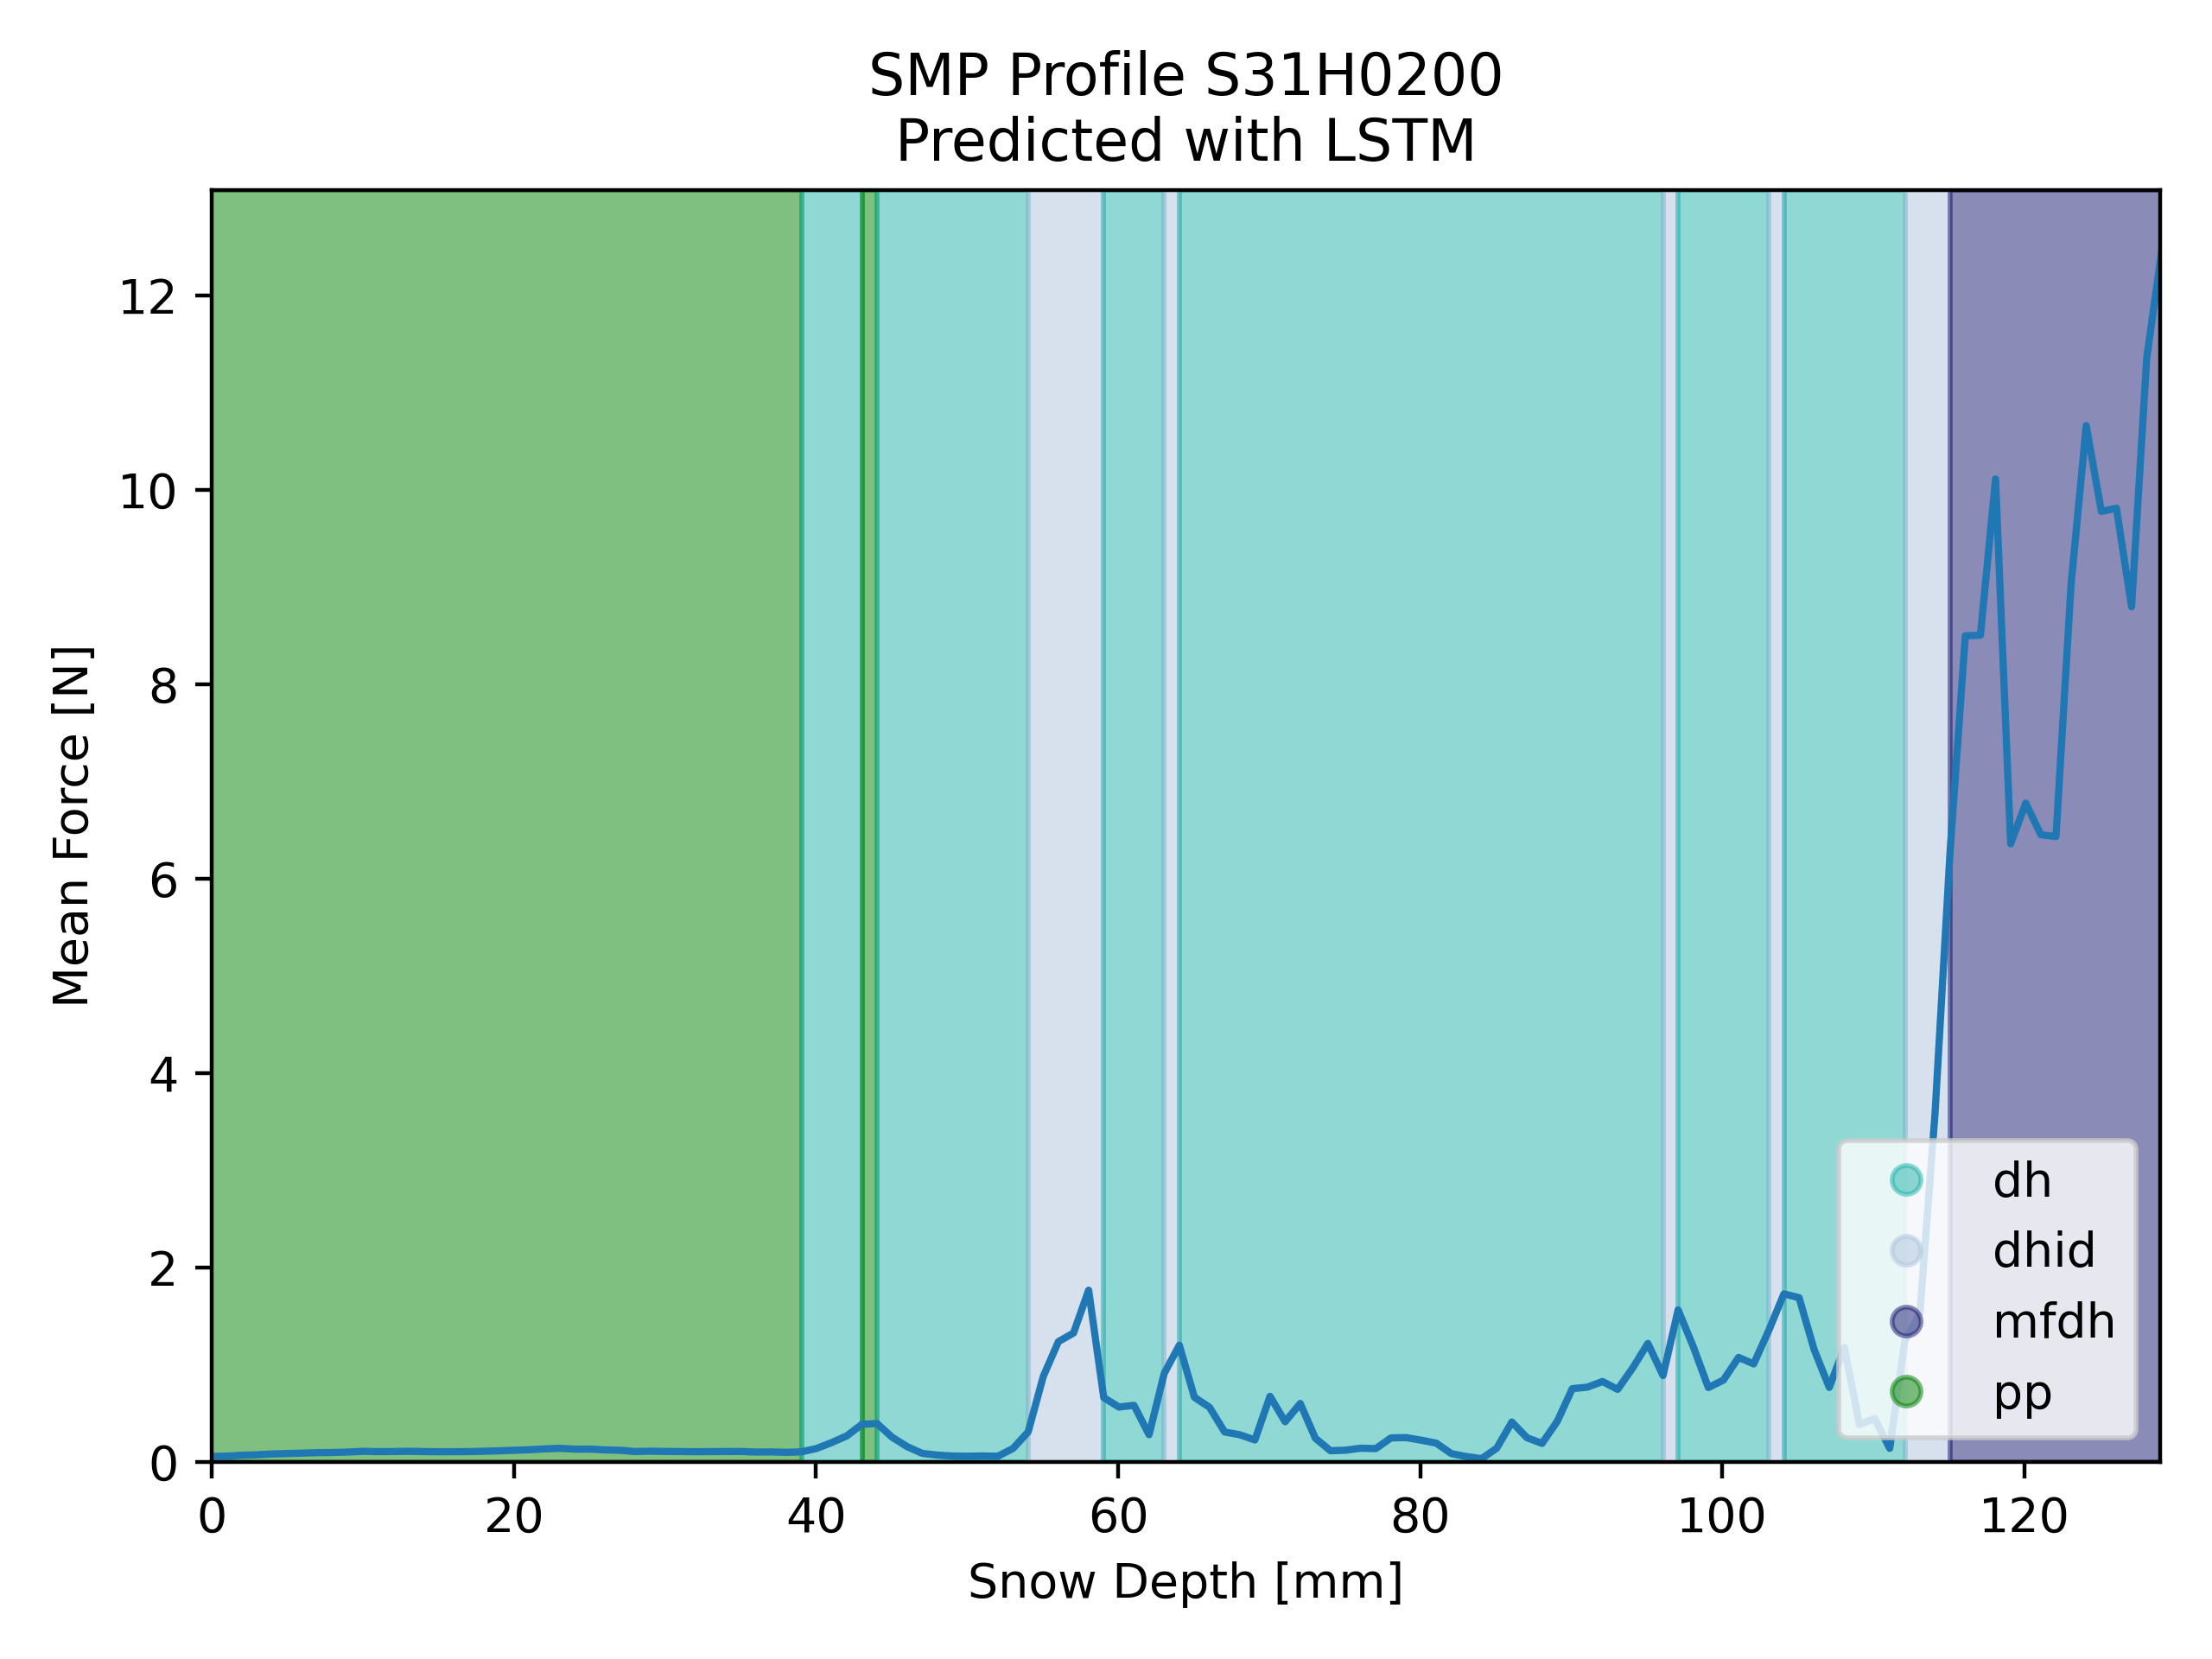 SMP Profile S31H0200
Predicted with LSTM
Mean Force [N]
12
10
8
6
4
2
0
0 20 40 60 80 100 120
Snow Depth [mm]
dh
dhid
mfdh
pp